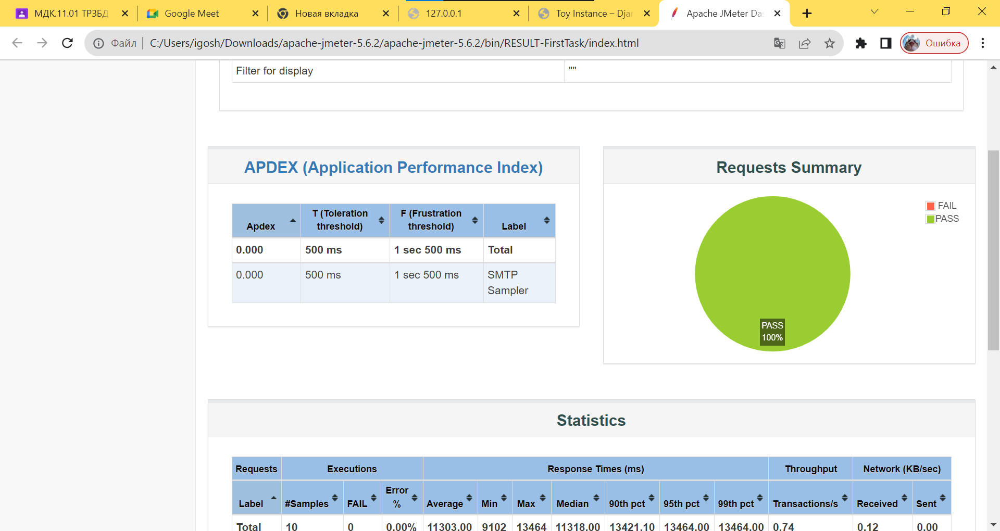 МДК.11.01 ТРЗБД
Google Meet
Новая вкладка
127.0.0.1
Toy Instance – Djan
Apache JMeter Das
Файл
C:/Users/igosh/Downloads/apache-jmeter-5.6.2/apache-jmeter-5.6.2/bin/RESULT-FirstTask/index.html
Ошибка
Filter for display ""
APDEX (Application Performance Index)
Apdex T (Toleration threshold) F (Frustration threshold) Label
0.000 500 ms 1 sec 500 ms Total
0.000 500 ms 1 sec 500 ms SMTP Sampler
Requests Summary
FAIL
PASS
PASS
100%
Statistics
Requests Executions Response Times (ms) Throughput Network (KB/sec)
Label #Samples FAIL Error % Average Min Max Median 90th pct 95th pct 99th pct Transactions/s Received Sent
Total 10 0 0.00% 11303.00 9102 13464 11318.00 13421.10 13464.00 13464.00 0.74 0.12 0.00